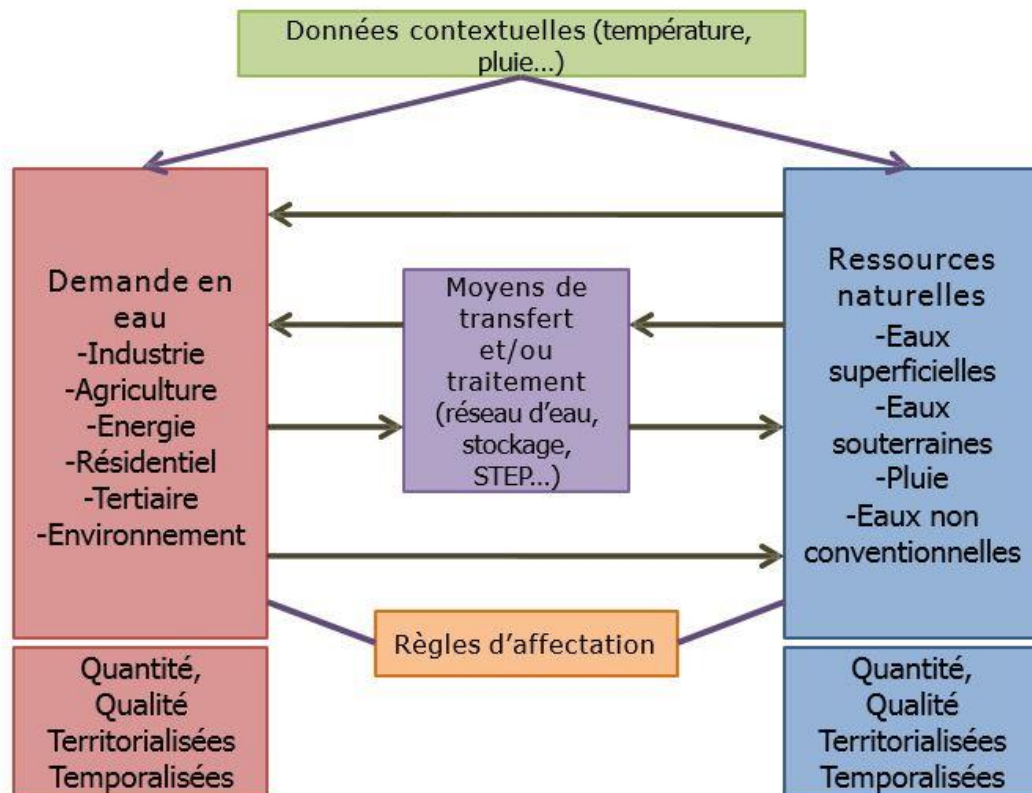 Données contextuelles (température,
pluie...)
Demande en
eau
-Industrie
-Agriculture
-Energie
-Résidentiel
-Tertiaire
-Environnement
Moyens de
transfert
et/ou
traitement
(réseau d'eau,
stockage,
STEP...)
Ressources
naturelles
-Eaux
superficielles
-Eaux
souterraines
-Pluie
-Eaux non
conventionnelles
Règles d'affectation
Quantité,
Qualité
Territorialisées
Temporalisées
Quantité,
Qualité
Territorialisées
Temporalisées